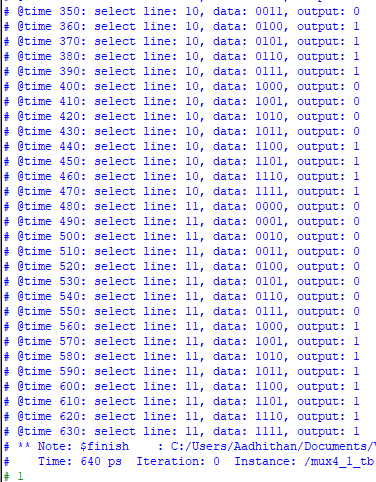 # @time 350: select line: 10, data: 0011, output: 0
# @time 360: select line: 10, data: 0100, output: 1
# @time 370: select line: 10, data: 0101, output: 1
# @time 380: select line: 10, data: 0110, output: 1
# @time 390: select line: 10, data: 0111, output: 1
# @time 400: select line: 10, data: 1000, output: 0
# @time 410: select line: 10, data: 1001, output: 0
# @time 420: select line: 10, data: 1010, output: 0
# @time 430: select line: 10, data: 1011, output: 0
# @time 440: select line: 10, data: 1100, output: 1
# @time 450: select line: 10, data: 1101, output: 1
# @time 460: select line: 10, data: 1110, output: 1
# @time 470: select line: 10, data: 1111, output: 1
# @time 480: select line: 11, data: 0000, output: 0
# @time 490: select line: 11, data: 0001, output: 0
# @time 500: select line: 11, data: 0010, output: 0
# @time 510: select line: 11, data: 0011, output: 0
# @time 520: select line: 11, data: 0100, output: 0
# @time 530: select line: 11, data: 0101, output: 0
# @time 540: select line: 11, data: 0110, output: 0
# @time 550: select line: 11, data: 0111, output: 0
# @time 560: select line: 11, data: 1000, output: 1
# @time 570: select line: 11, data: 1001, output: 1
# @time 580: select line: 11, data: 1010, output: 1
# @time 590: select line: 11, data: 1011, output: 1
# @time 600: select line: 11, data: 1100, output: 1
# @time 610: select line: 11, data: 1101, output: 1
# @time 620: select line: 11, data: 1110, output: 1
# @time 630: select line: 11, data: 1111, output: 1
# ** Note: $finish    : C:/Users/Aadhithan/Documents/
#    Time: 640 ps  Iteration: 0  Instance: /mux4_1_tb
# 1